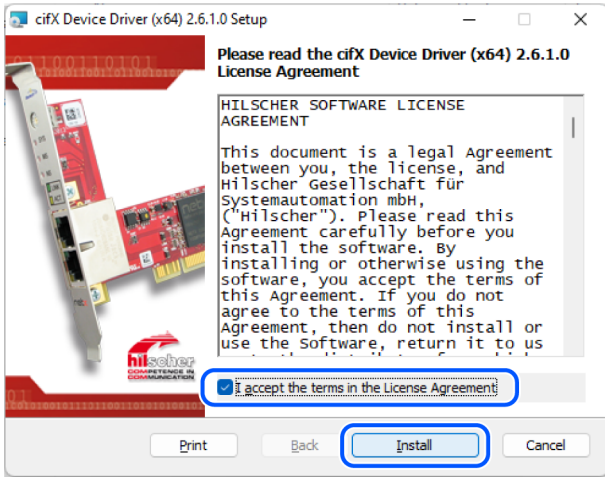 cifX Device Driver (x64) 2.6.1.0 Setup
Please read the cifX Device Driver (x64) 2.6.1.0
License Agreement
HILSCHER SOFTWARE LICENSE
AGREEMENT
This document is a legal Agreement
between you, the license, and
Hilscher Gesellschaft für
Systemautomation mbH,
("Hilscher"). Please read this
Agreement carefully before you
install the software. By
installing or otherwise using the
software, you accept the terms of
this Agreement. If you do not
agree to the terms of this
Agreement, then do not install or
use the Software, return it to us
hilscher
COMPETENCE IN
COMMUNICATION
I accept the terms in the License Agreement
Print
Back
Install
Cancel